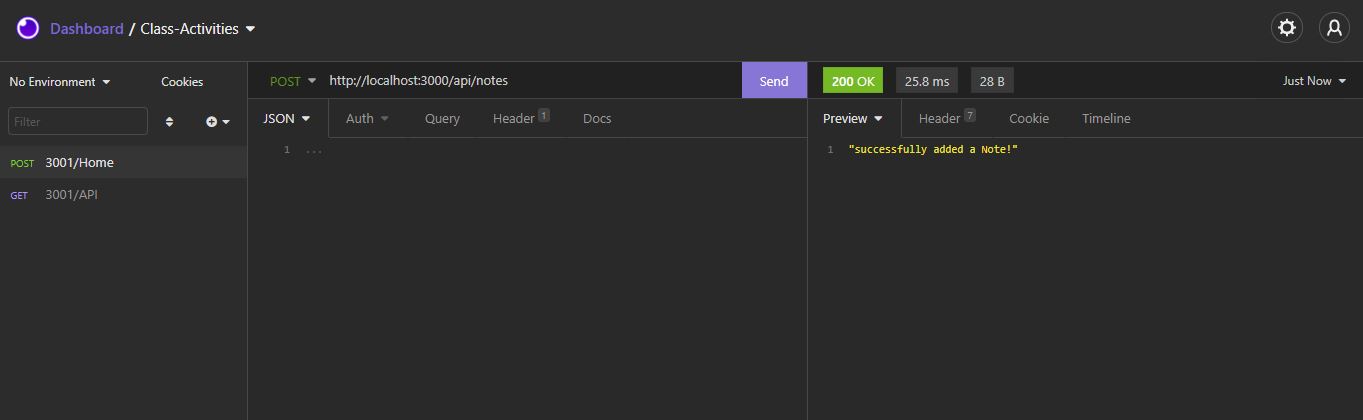 Dashboard / Class-Activities
No Environment
Cookies
POST http://localhost:3000/api/notes
Send
200 OK
25.8 ms
28 B
Just Now
Filter
JSON
Auth
Query
Header 1
Docs
Preview
Header 7
Cookie
Timeline
POST 3001/Home
GET 3001/API
1 ...
1 "successfully added a Note!"